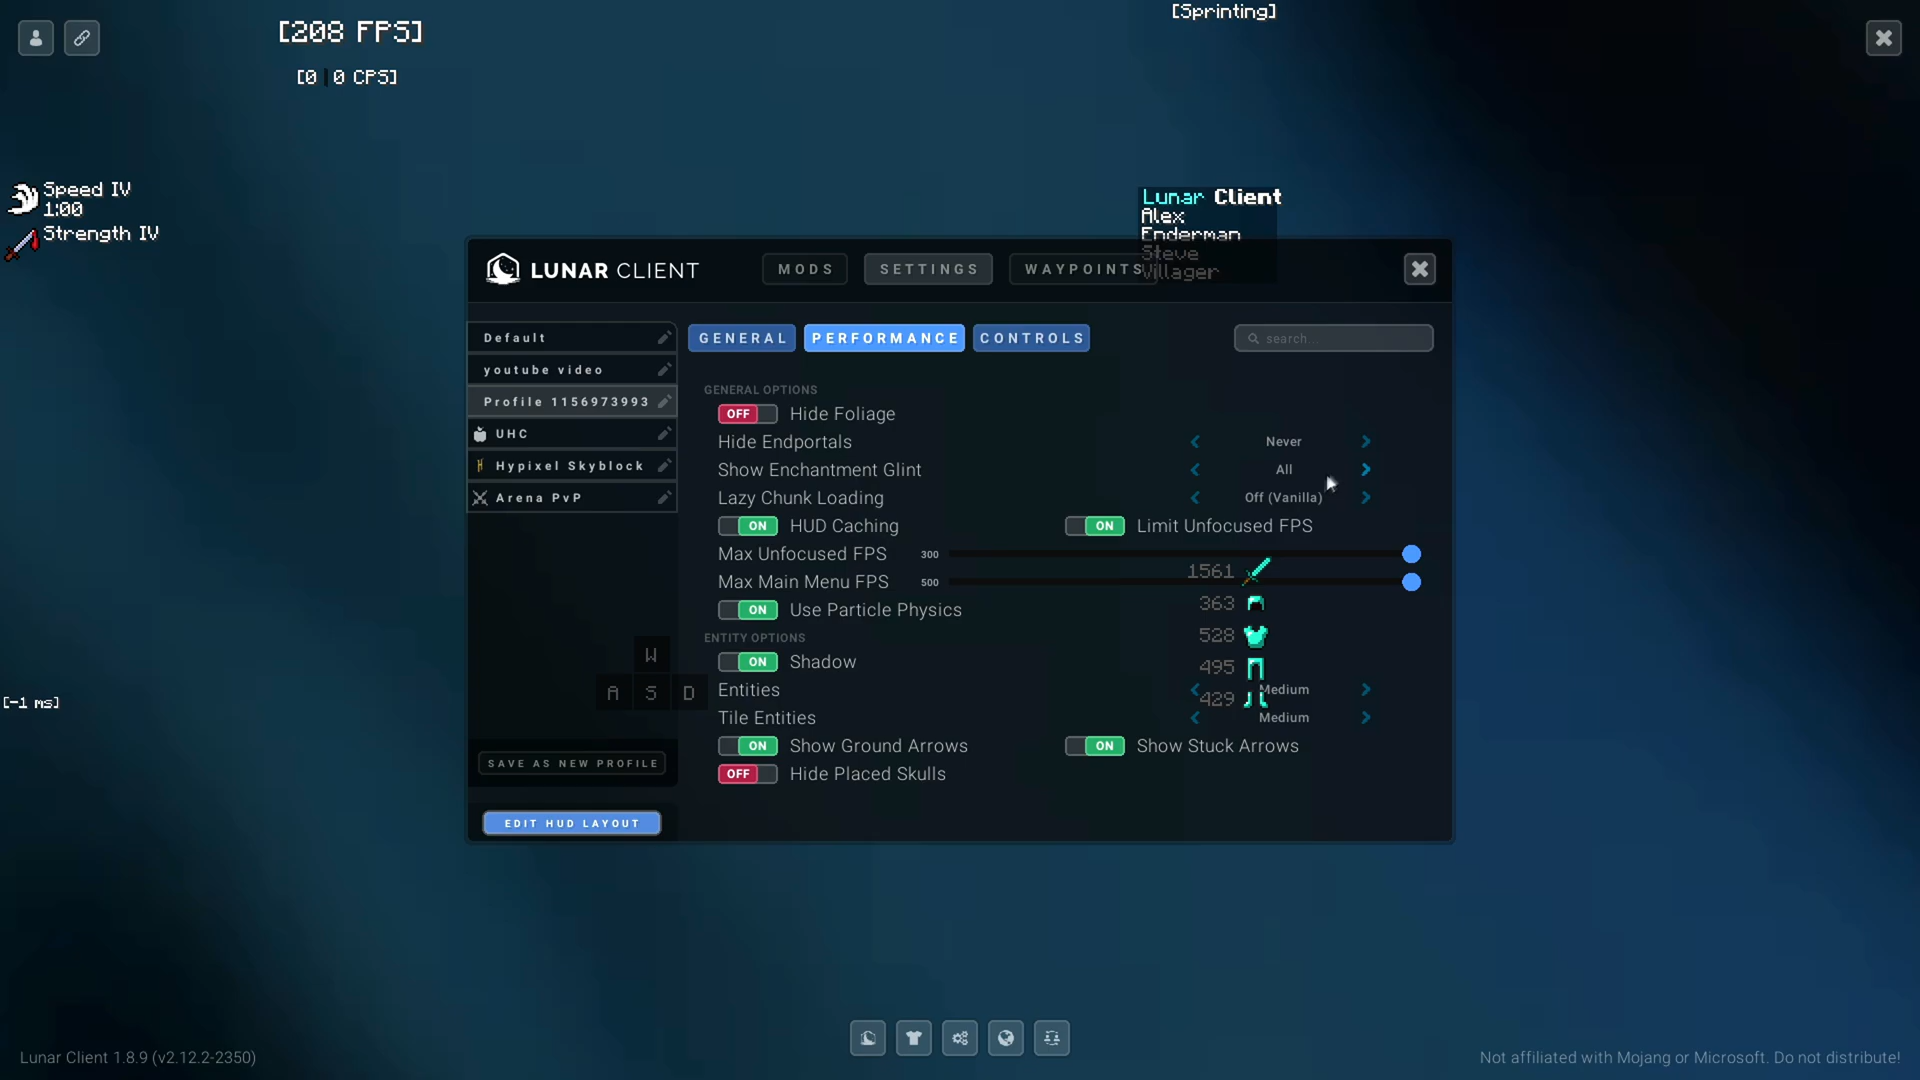 [208 FPS]
[0 | 0 CPS]
[Sprinting]
Speed IV
1:00
Strength IV
Lunar Client
Alex
Enderman
Steve
Villager
LUNAR CLIENT
MODS
SETTINGS
WAYPOINTS
Default
youtube video
Profile 1156973993
UHC
Hypixel Skyblock
Arena PvP
GENERAL
PERFORMANCE
CONTROLS
search...
GENERAL OPTIONS
OFF Hide Foliage
Hide Endportals Never
Show Enchantment Glint All
Lazy Chunk Loading Off (Vanilla)
ON HUD Caching ON Limit Unfocused FPS
Max Unfocused FPS 300
1561
Max Main Menu FPS 500
363
ON Use Particle Physics
528
ENTITY OPTIONS
ON Shadow
495
Entities Medium
429
Tile Entities Medium
ON Show Ground Arrows ON Show Stuck Arrows
OFF Hide Placed Skulls
W
A S D
[-1 ms]
SAVE AS NEW PROFILE
EDIT HUD LAYOUT
Lunar Client 1.8.9 (v2.12.2-2350)
Not affiliated with Mojang or Microsoft. Do not distribute!